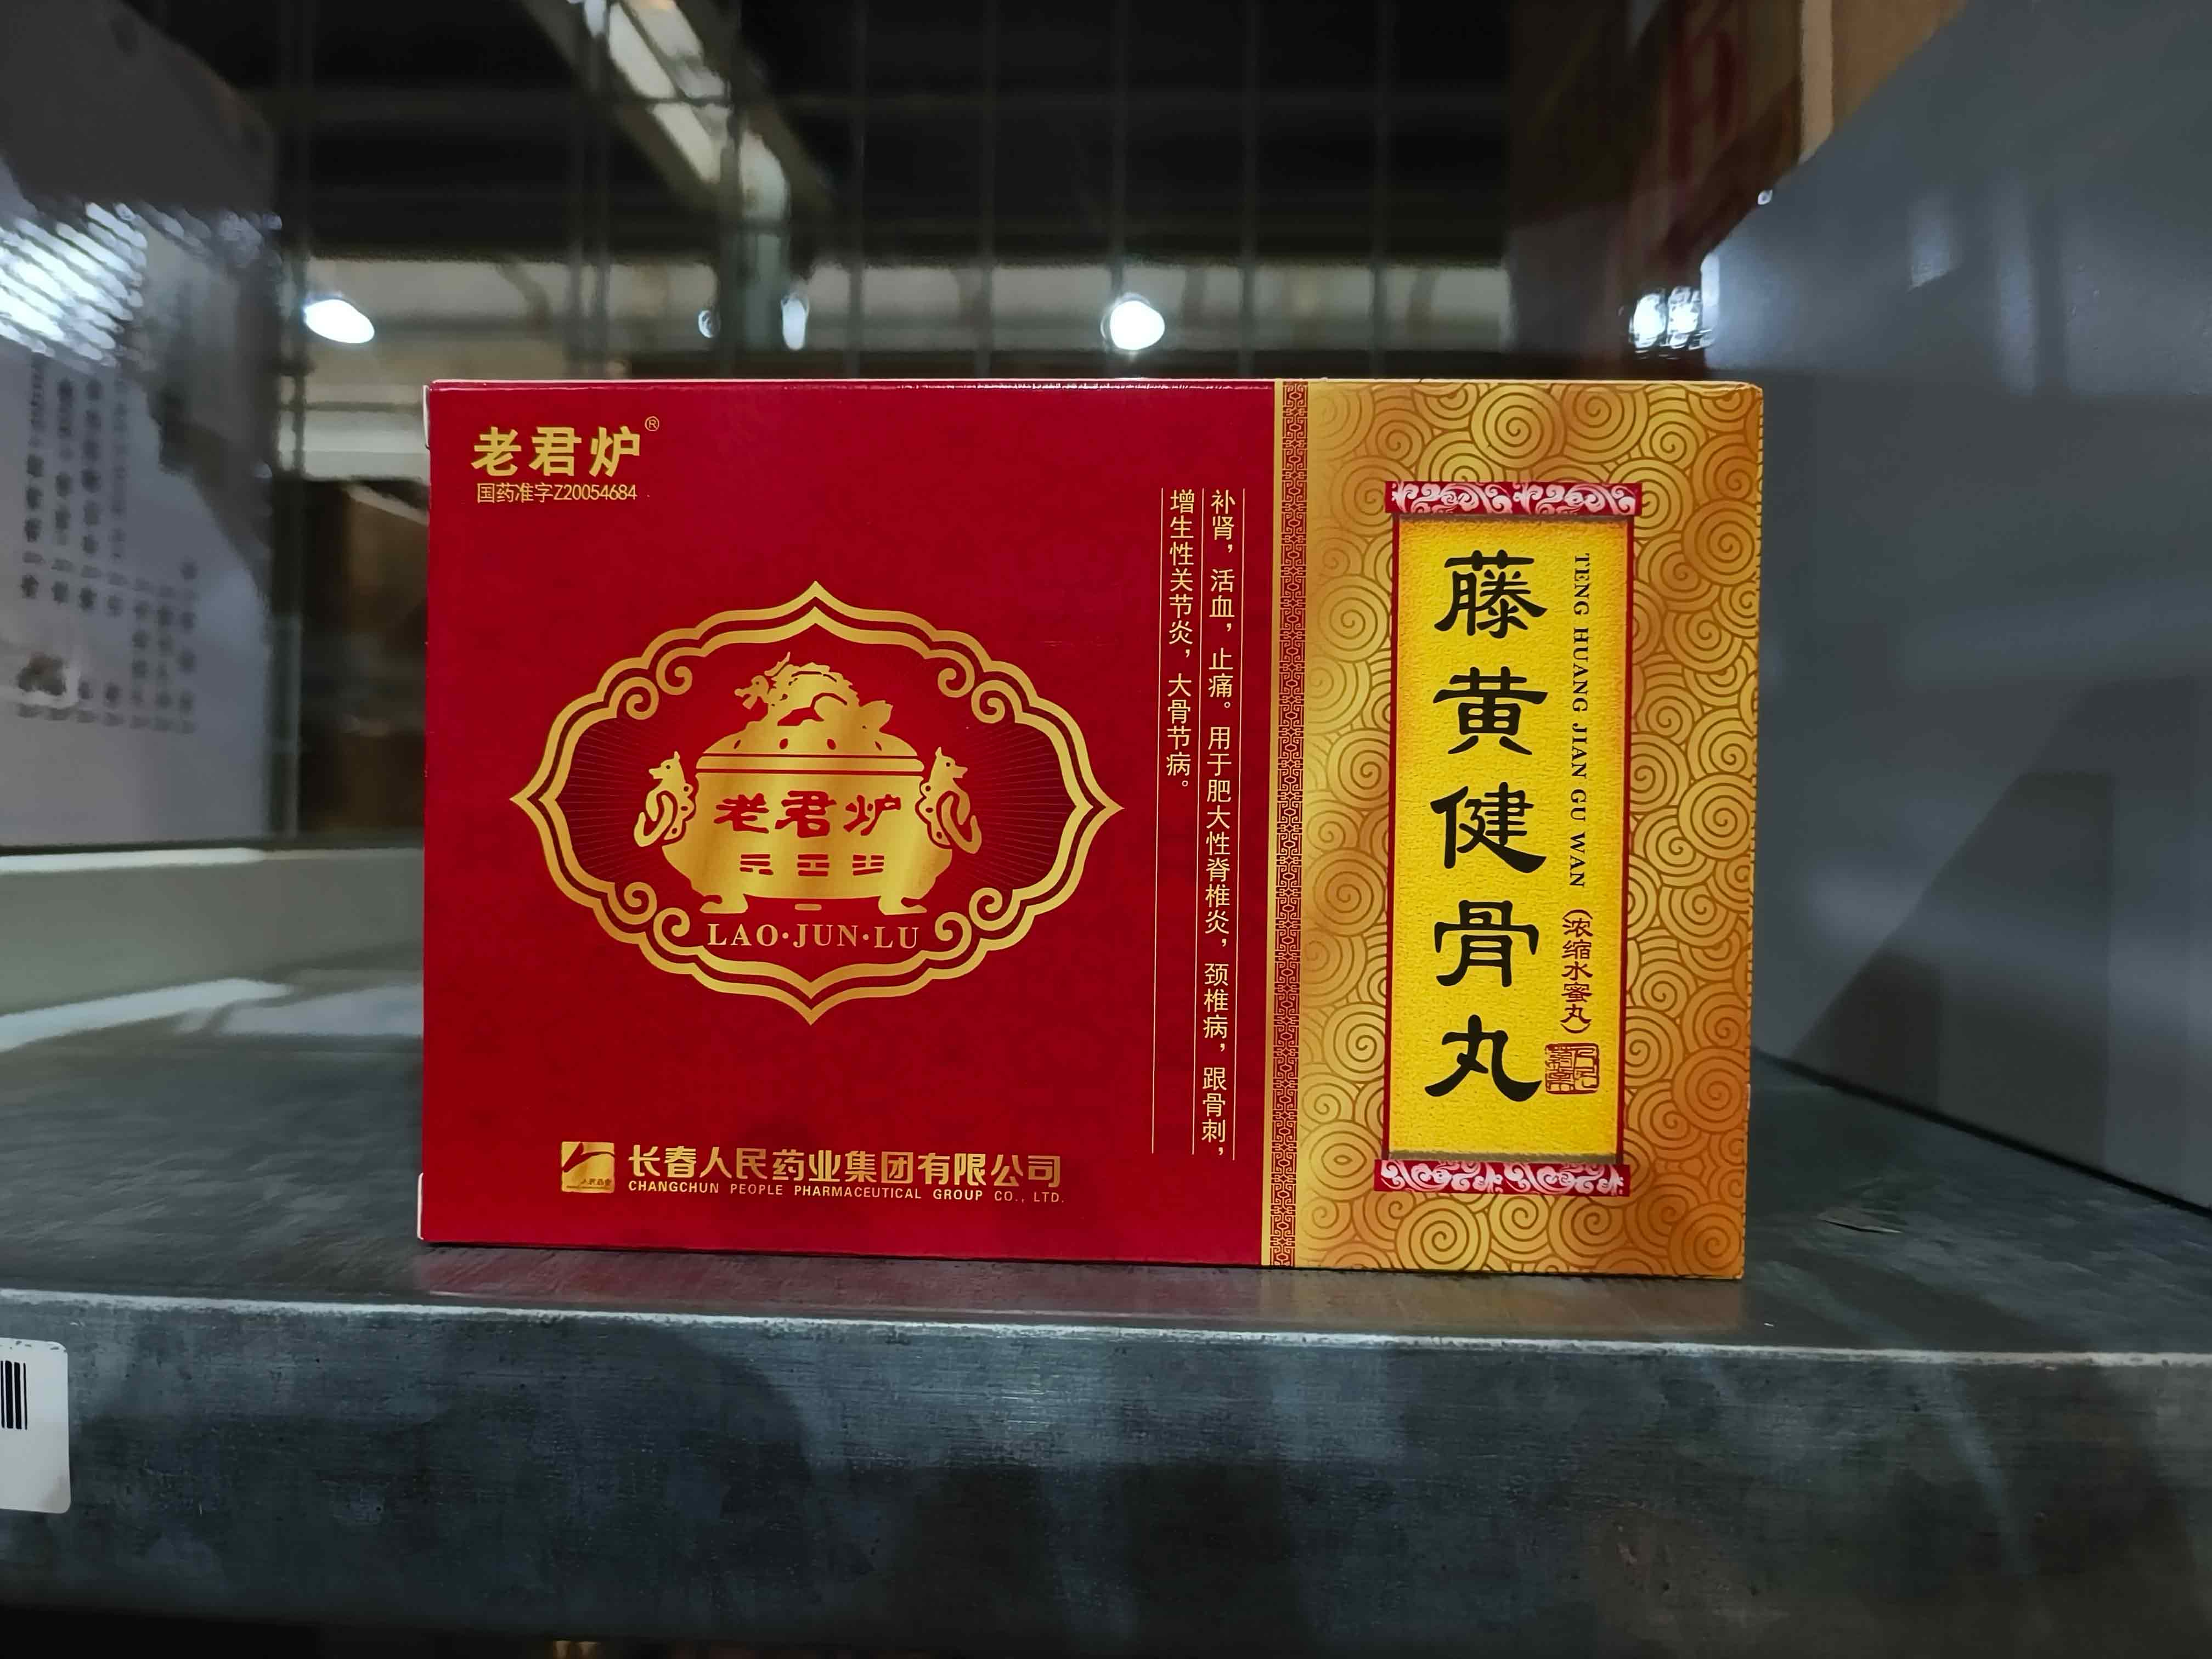 老君炉®
国药准字Z20054684
老君炉
LAO·JUN·LU
长春人民药业集团有限公司
CHANGCHUN PEOPLE PHARMACEUTICAL GROUP CO., LTD.
补肾，活血，止痛。用于肥大性脊椎炎，颈椎病，跟骨刺，
增生性关节炎，大骨节病。
TENG HUANG JIAN GU WAN（浓缩水蜜丸）
藤黄健骨丸